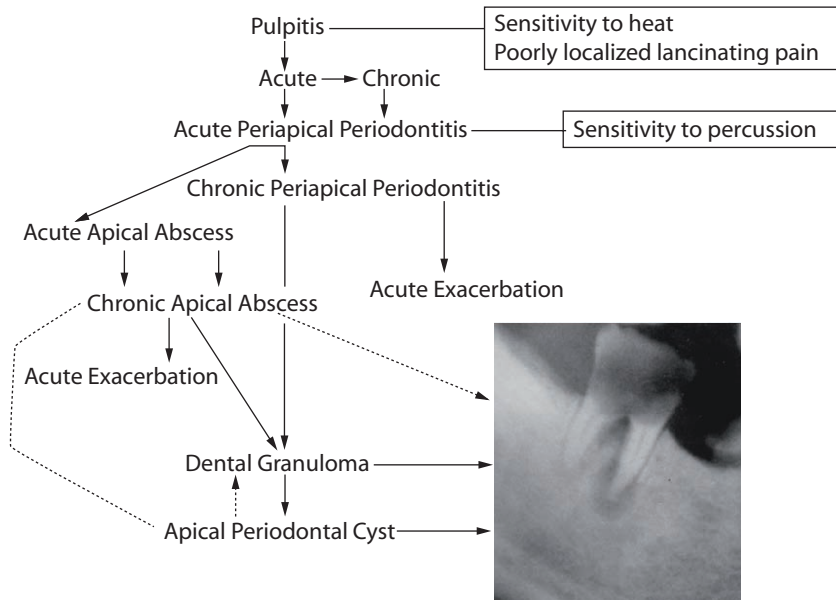 Pulpitis
Sensitivity to heat
Poorly localized lancinating pain
Acute
Chronic
Acute Periapical Periodontitis
Sensitivity to percussion
Chronic Periapical Periodontitis
Acute Apical Abscess
Acute Exacerbation
Chronic Apical Abscess
Acute Exacerbation
Dental Granuloma
Apical Periodontal Cyst